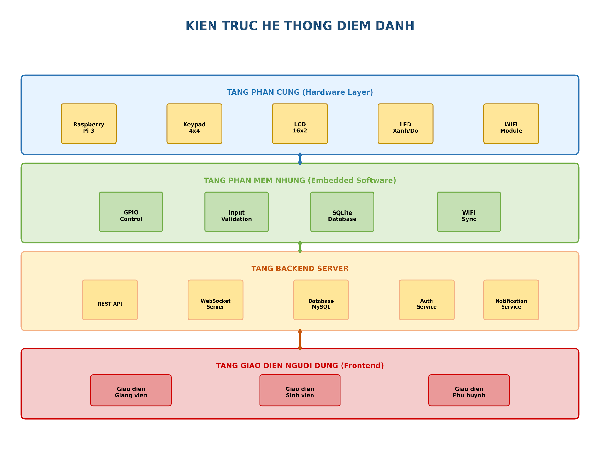 KIEN TRUC HE THONG DIEM DANH
TANG PHAN CUNG (Hardware Layer)
Raspberry
Pi 3
Keypad
4x4
LCD
16x2
LED
Xanh/Do
WiFi
Module
TANG PHAN MEM NHUNG (Embedded Software)
GPIO
Control
Input
Validation
SQLite
Database
WiFi
Sync
TANG BACKEND SERVER
REST API
WebSocket
Server
Database
MySQL
Auth
Service
Notification
Service
TANG GIAO DIEN NGUOI DUNG (Frontend)
Giao dien
Giang vien
Giao dien
Sinh vien
Giao dien
Phu huynh